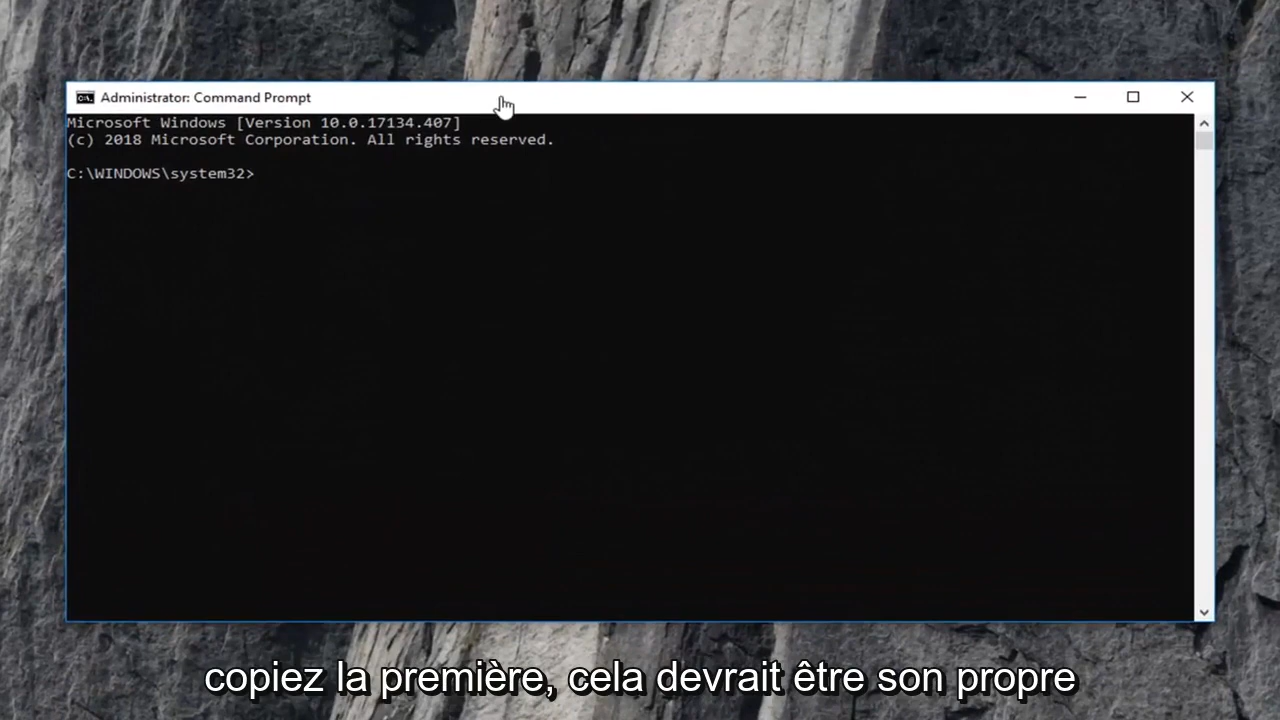 Administrator: Command Prompt
Microsoft Windows [Version 10.0.17134.407]
(c) 2018 Microsoft Corporation. All rights reserved.
C:\WINDOWS\system32>
copiez la première, cela devrait être son propre